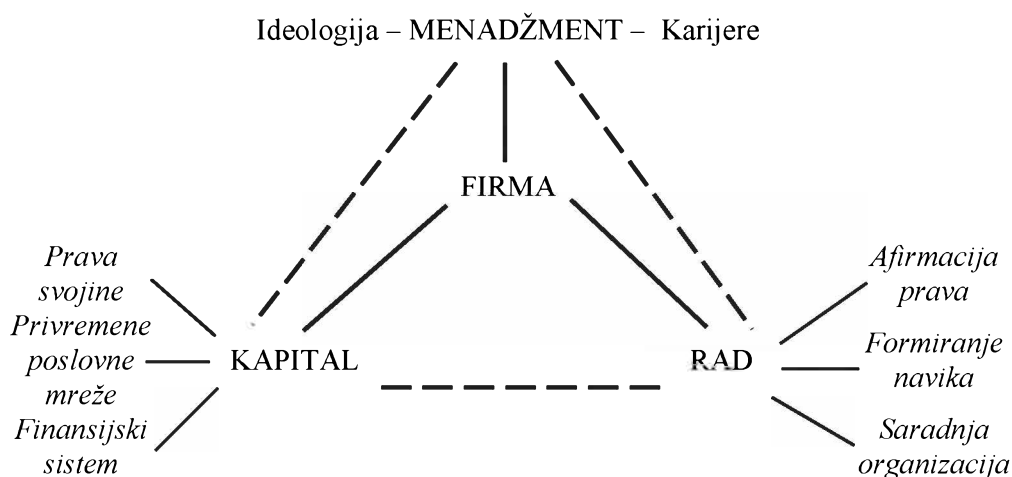 Ideologija – MENADŽMENT – Karijere
FIRMA
Prava
svojine
Privremene
poslovne
mreže
Finansijski
sistem
KAPITAL
RAD
Afirmacija
prava
Formiranje
navika
Saradnja
organizacija